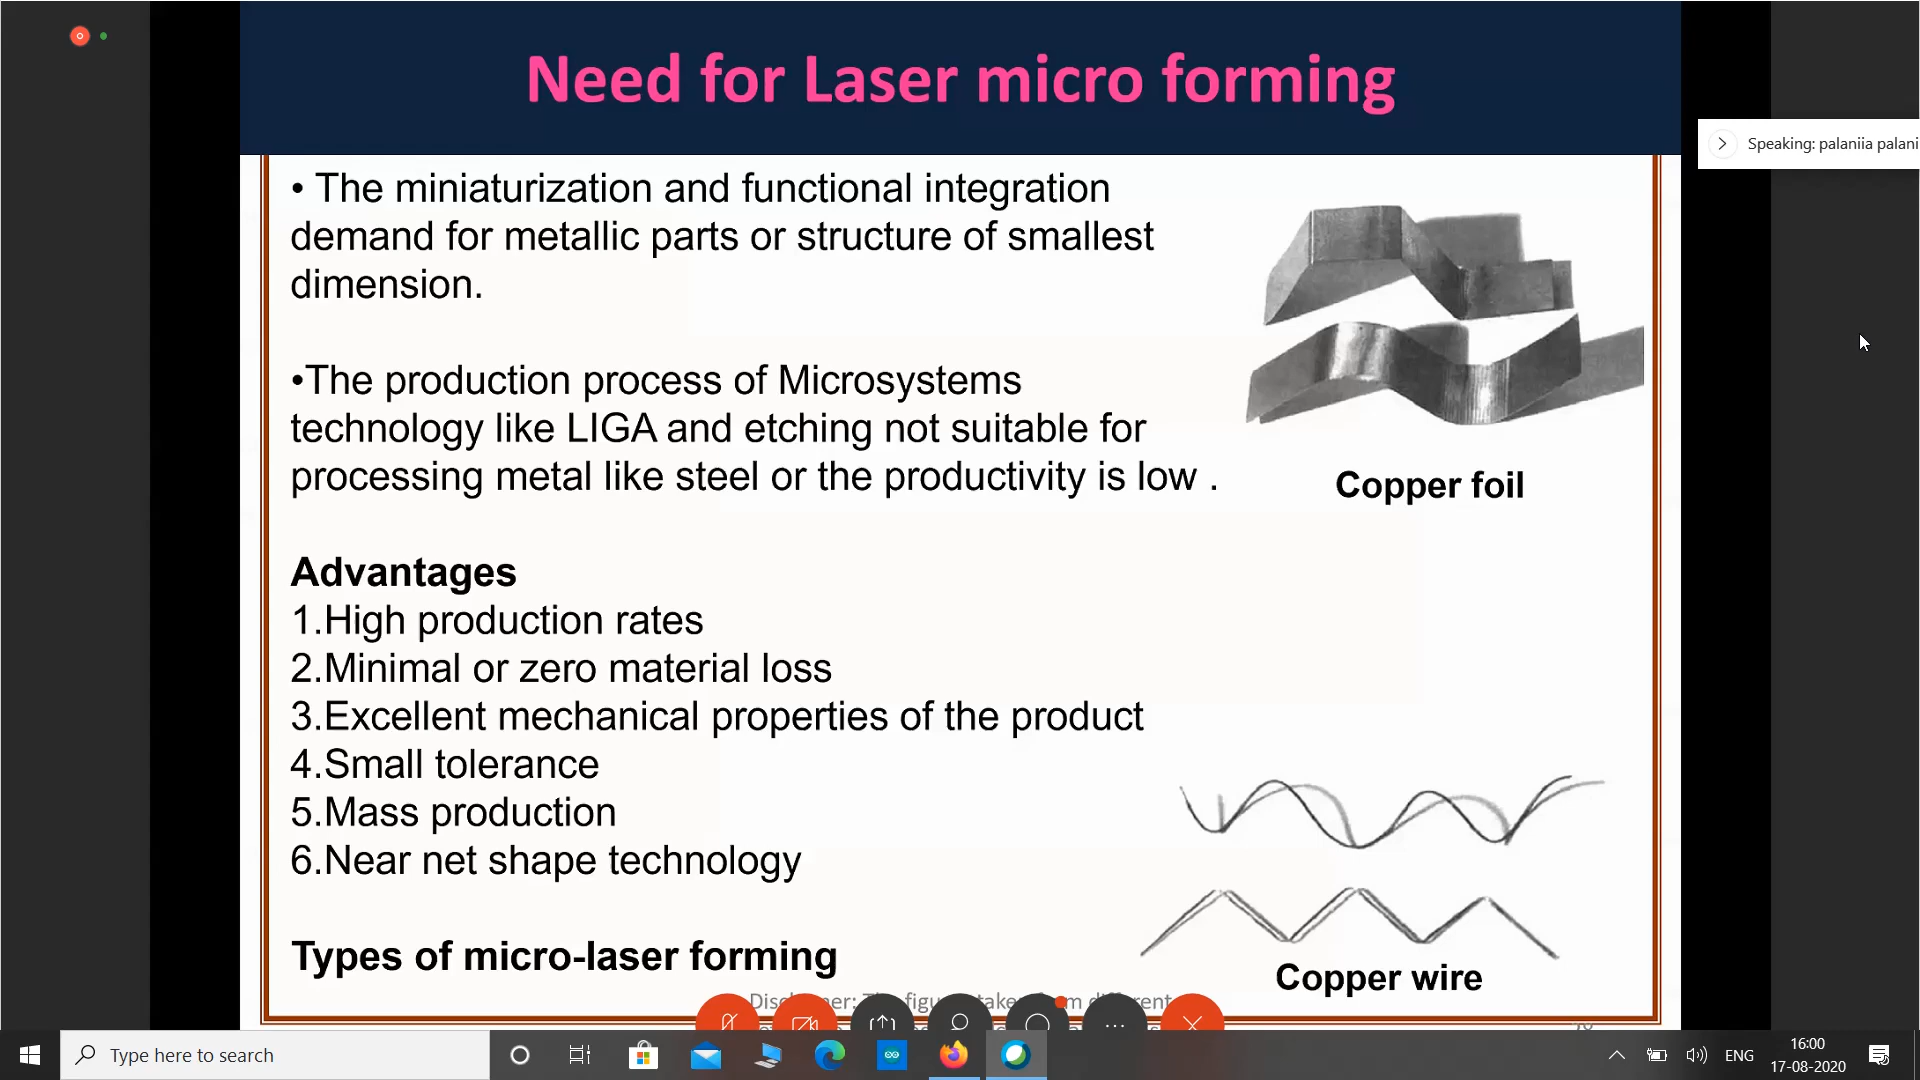 Need for Laser micro forming
Speaking: palaniia palani
• The miniaturization and functional integration
demand for metallic parts or structure of smallest
dimension.
•The production process of Microsystems
technology like LIGA and etching not suitable for
processing metal like steel or the productivity is low .
Copper foil
Advantages
1.High production rates
2.Minimal or zero material loss
3.Excellent mechanical properties of the product
4.Small tolerance
5.Mass production
6.Near net shape technology
Types of micro-laser forming
Copper wire
Type here to search
ENG
16:00
17-08-2020